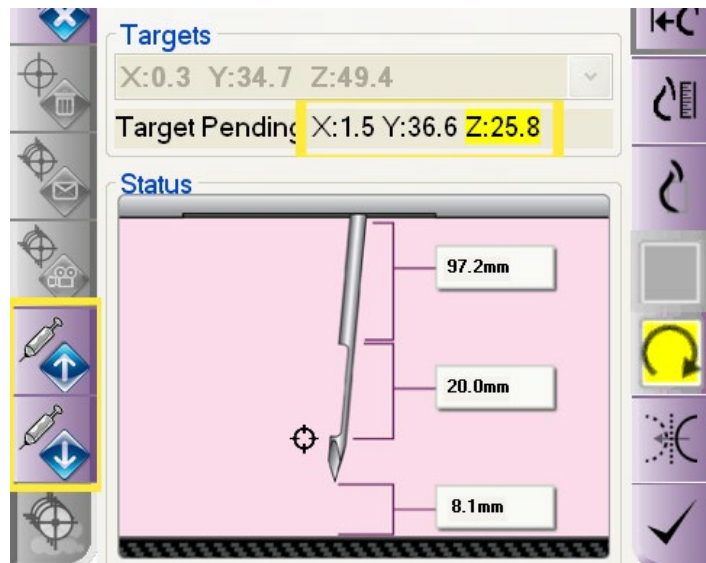 Targets
X:0.3 Y:34.7 Z:49.4
Target Pending X:1.5 Y:36.6 Z:25.8
Status
97.2mm
20.0mm
8.1mm